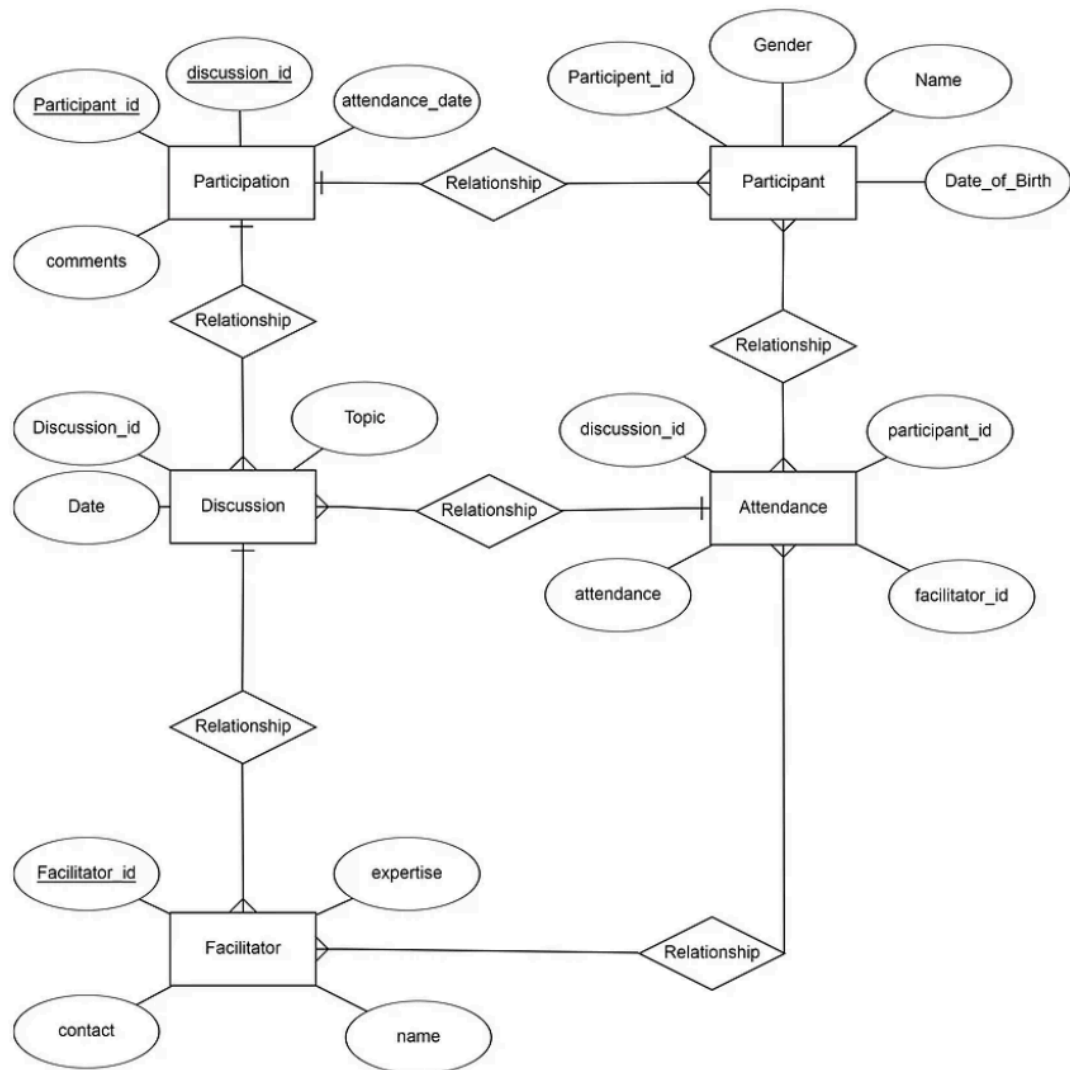 Gender
discussion_id
Participent_id
Name
Participant_id
attendance_date
Participation
Relationship
Participant
Date_of_Birth
comments
Relationship
Relationship
Topic
Discussion_id
discussion_id
participant_id
Date
Discussion
Relationship
Attendance
attendance
facilitator_id
Relationship
Facilitator_id
expertise
Facilitator
Relationship
contact
name